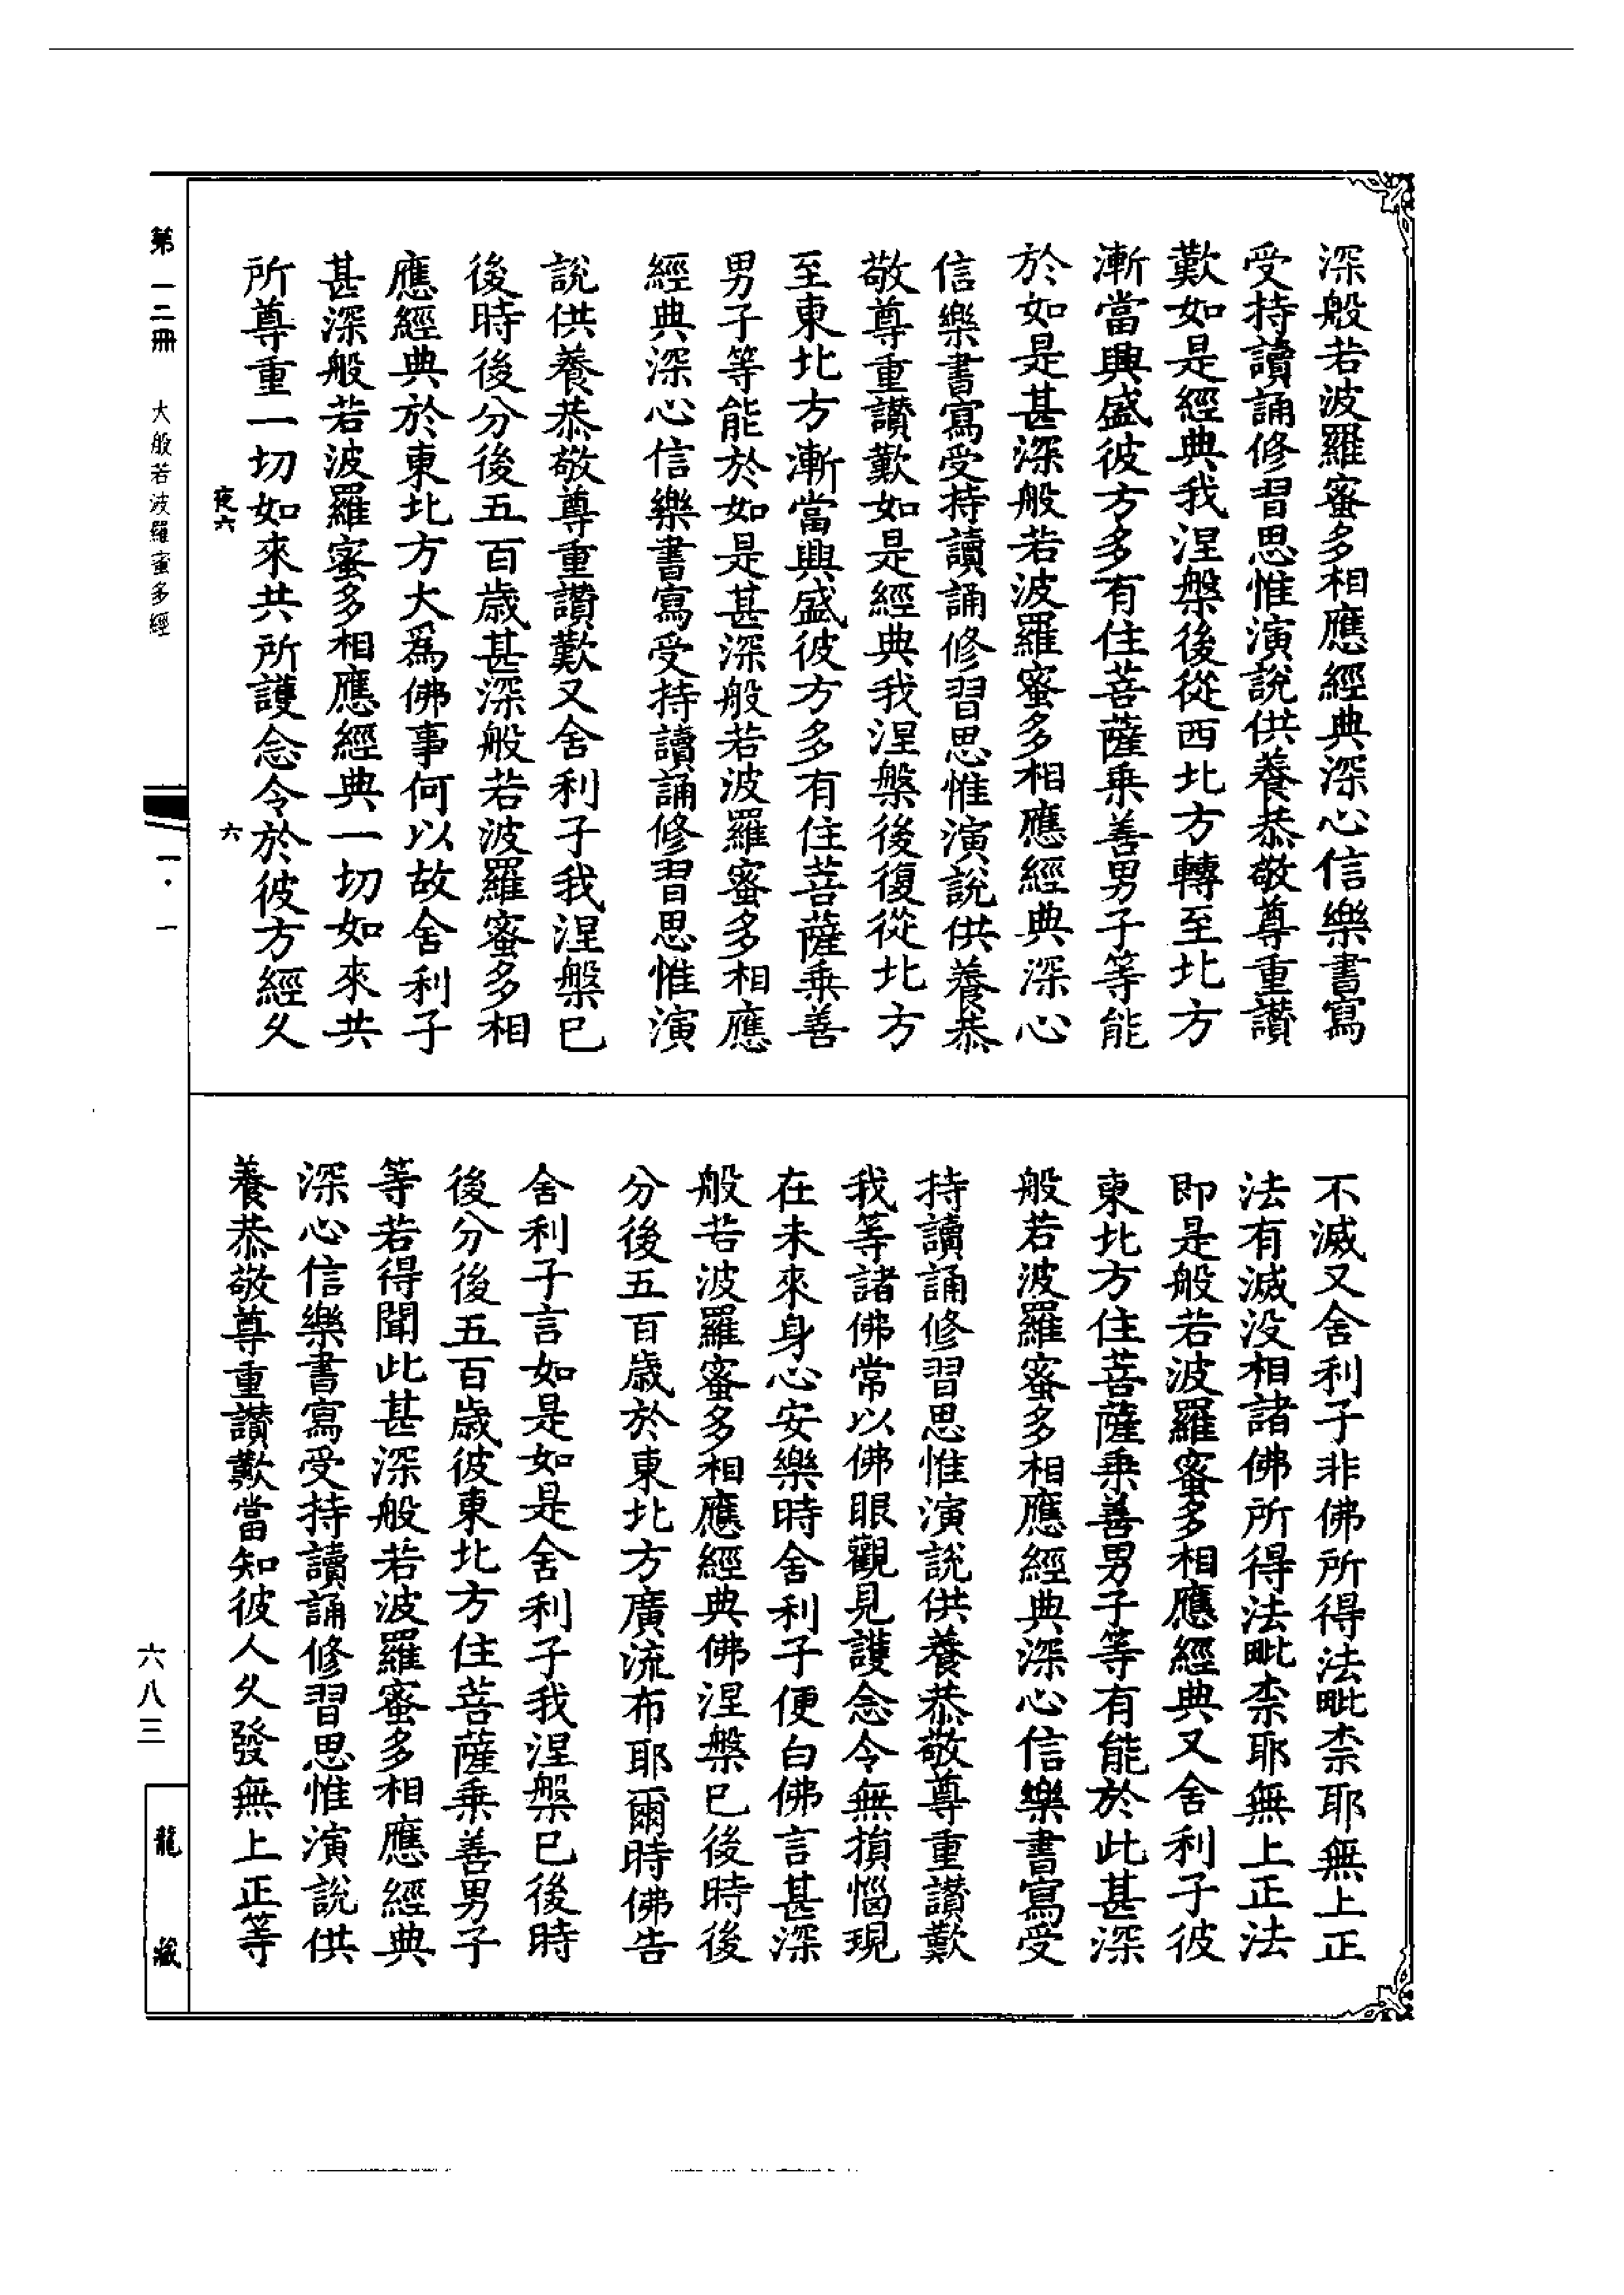 深般若波羅蜜多相應經典深心信樂書寫
受持讀誦修習思惟演說供養恭敬尊重讃
歎如是經典我涅槃後從西北方轉至北方
漸當興盛彼方多有住菩薩乗善男子等能
於如是甚深般若波羅蜜多相應經典深心
信樂書寫受持讀誦修習思惟演說供養恭
敬尊重讃歎如是經典我涅槃後復從北方
至東北方漸當興盛彼方多有住菩薩乗善
男子等能於如是甚深般若波羅蜜多相應
經典深心信樂書寫受持讀誦修習思惟演
說供養恭敬尊重讃歎又舍利子我涅槃已
後時後分後五百歲甚深般若波羅蜜多相
應經典於東北方大爲佛事何以故舍利子
甚深般若波羅蜜多相應經典一切如來共
所尊重一切如來共所護念令於彼方經久
夜六
六
不滅又舍利子非佛所得法毗柰耶無上正
法有滅没相諸佛所得法毗柰耶無上正法
即是般若波羅蜜多相應經典又舍利子彼
東北方住菩薩乗善男子等有能於此甚深
般若波羅蜜多相應經典深心信樂書寫受
持讀誦修習思惟演說供養恭敬尊重讃歎
我等諸佛常以佛眼觀見護念令無損惱現
在未來身心安樂時舍利子便白佛言甚深
般若波羅蜜多相應經典佛涅槃已後時後
分後五百歲於東北方廣流布耶爾時佛告
舍利子言如是如是舍利子我涅槃已後時
後分後五百歲彼東北方住菩薩乗善男子
等若得聞此甚深般若波羅蜜多相應經典
深心信樂書寫受持讀誦修習思惟演說供
養恭敬尊重讃歎當知彼人久發無上正等
第一二冊
大般若波羅蜜多經
一·一
六八三
龍藏